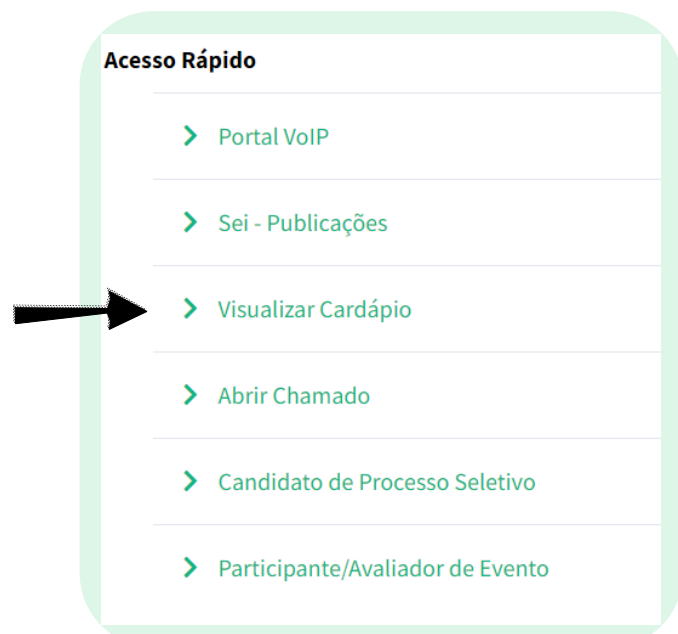 Acesso Rápido
Portal VoIP
Sei - Publicações
Visualizar Cardápio
Abrir Chamado
Candidato de Processo Seletivo
Participante/Avaliador de Evento